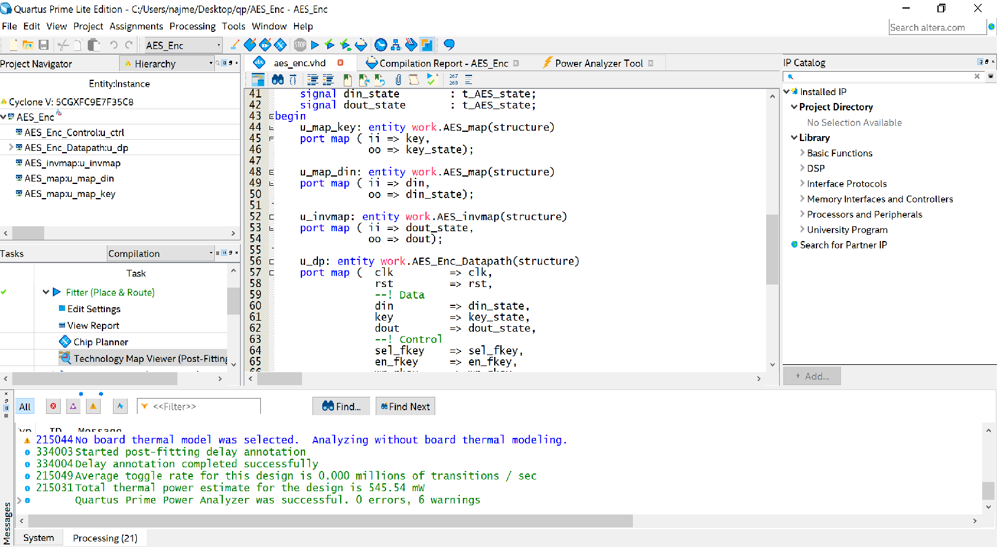 Quartus Prime Lite Edition - C:/Users/najme/Desktop/qp/AES_Enc - AES_Enc
File Edit View Project Assignments Processing Tools Window Help
Search altera.com
AES_Enc
STOP
Project Navigator
Hierarchy
Entity:Instance
Cyclone V: 5CGXFC9E7F35C8
AES_Enc
AES_Enc_Control:u_ctrl
AES_Enc_Datapath:u_dp
AES_invmap:u_invmap
AES_map:u_map_din
AES_map:u_map_key
Tasks
Compilation
Task
Fitter (Place & Route)
Edit Settings
View Report
Chip Planner
Technology Map Viewer (Post-Fitting
abc aes_enc.vhd
Compilation Report - AES_Enc
Power Analyzer Tool
267
268
41 signal din_state : t_AES_state;
42 signal dout_state : t_AES_state;
43 begin
44 u_map_key: entity work.AES_map(structure)
45 port map ( ii => key,
46 oo => key_state);
47
48 u_map_din: entity work.AES_map(structure)
49 port map ( ii => din,
50 oo => din_state);
51
52 u_invmap: entity work.AES_invmap(structure)
53 port map ( ii => dout_state,
54 oo => dout);
55
56 u_dp: entity work.AES_Enc_Datapath(structure)
57 port map ( clk => clk,
58 rst => rst,
59 --! Data
60 din => din_state,
61 key => key_state,
62 dout => dout_state,
63 --! Control
64 sel_fkey => sel_fkey,
65 en_fkey => en_fkey,
IP Catalog
Installed IP
Project Directory
No Selection Available
Library
Basic Functions
DSP
Interface Protocols
Memory Interfaces and Controllers
Processors and Peripherals
University Program
Search for Partner IP
+ Add...
All
<<Filter>>
Find...
Find Next
ID Message
215044 No board thermal model was selected. Analyzing without board thermal modeling.
334003 Started post-fitting delay annotation
334004 Delay annotation completed successfully
215049 Average toggle rate for this design is 0.000 millions of transitions / sec
215031 Total thermal power estimate for the design is 545.54 mW
Quartus Prime Power Analyzer was successful. 0 errors, 6 warnings
Messages
System
Processing (21)